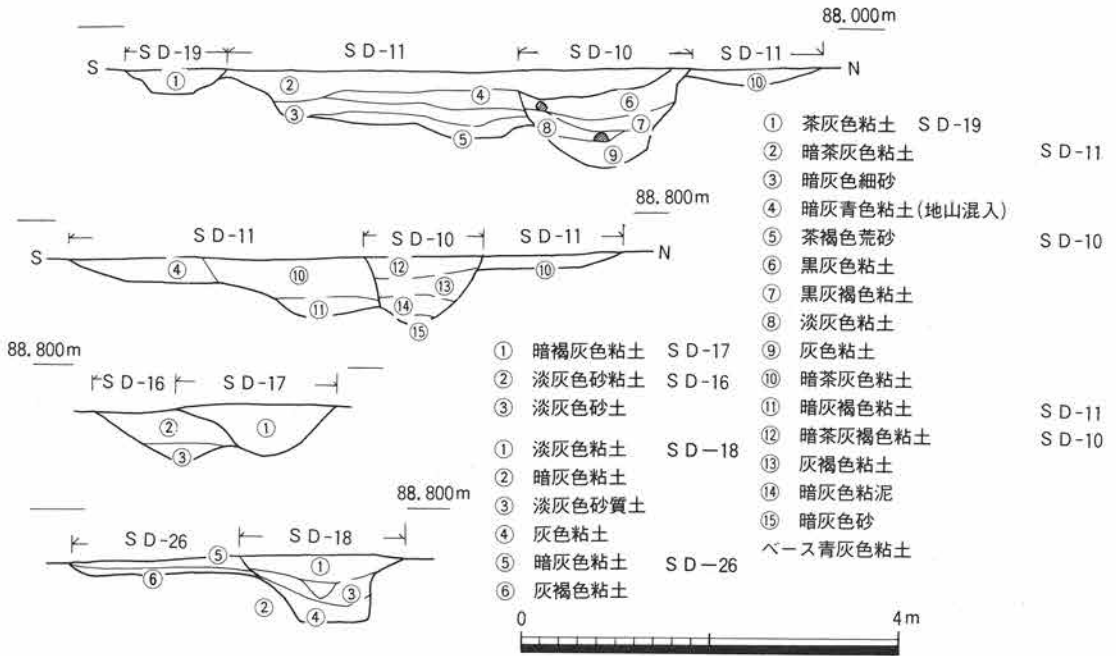 88.000m
SD-19 SD-11 SD-10 SD-11
S N
① ② ③ ④ ⑤ ⑥ ⑦ ⑧ ⑨ ⑩
88.800m
SD-11 SD-10 SD-11
S N
④ ⑩ ⑪ ⑫ ⑬ ⑭ ⑮ ⑩
88.800m
SD-16 SD-17
② ① ③
88.800m
SD-26 SD-18
⑤ ⑥ ① ② ③ ④
① 暗褐灰色粘土 SD-17
② 淡灰色砂粘土 SD-16
③ 淡灰色砂土
① 淡灰色粘土 SD-18
② 暗灰色粘土
③ 淡灰色砂質土
④ 灰色粘土
⑤ 暗灰色粘土 SD-26
⑥ 灰褐色粘土
① 茶灰色粘土 SD-19
② 暗茶灰色粘土 SD-11
③ 暗灰色細砂
④ 暗灰青色粘土(地山混入)
⑤ 茶褐色荒砂 SD-10
⑥ 黒灰色粘土
⑦ 黒灰褐色粘土
⑧ 淡灰色粘土
⑨ 灰色粘土
⑩ 暗茶灰色粘土
⑪ 暗灰褐色粘土 SD-11
⑫ 暗茶灰褐色粘土 SD-10
⑬ 灰褐色粘土
⑭ 暗灰色粘泥
⑮ 暗灰色砂
ベース青灰色粘土
0 4m